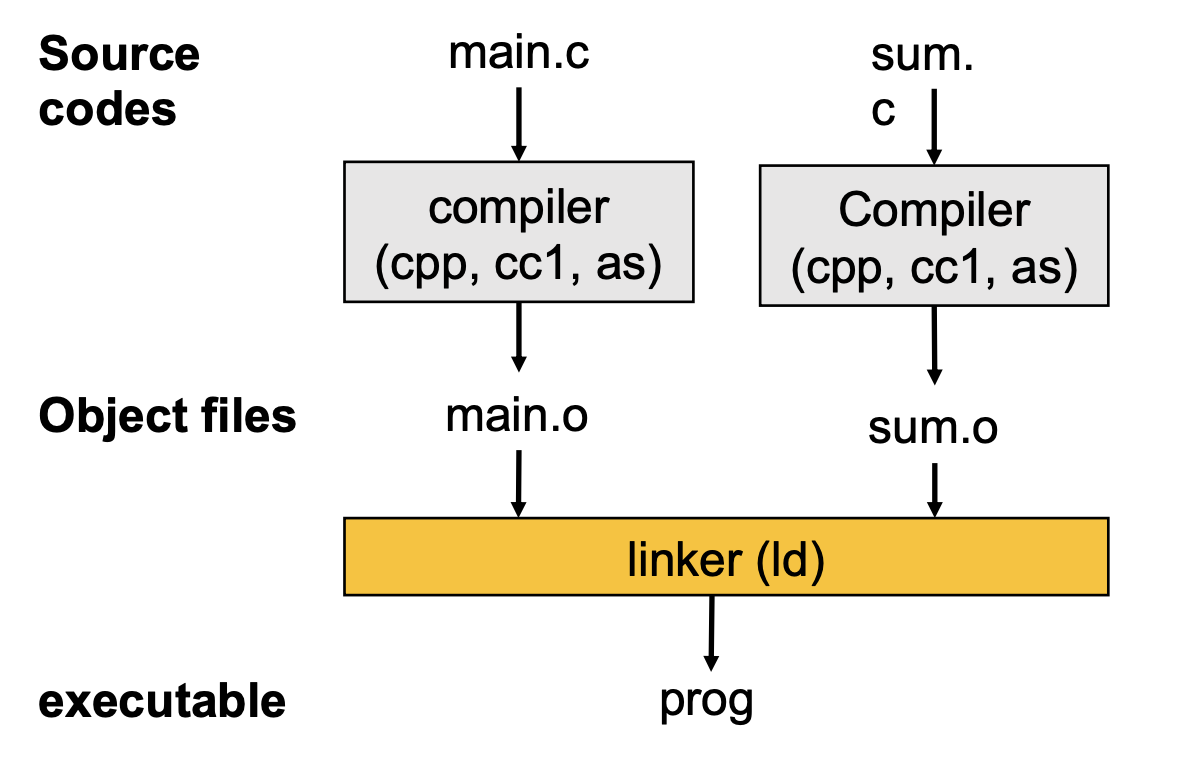 Source
codes
main.c
sum.
c
compiler
(cpp, cc1, as)
Compiler
(cpp, cc1, as)
Object files
main.o
sum.o
linker (ld)
executable
prog